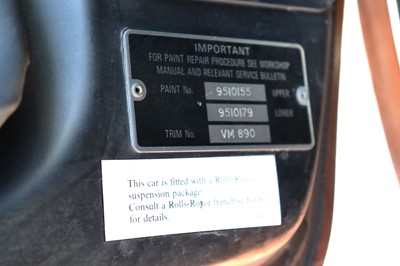 IMPORTANT
FOR PAINT REPAIR PROCEDURE SEE WORKSHOP
MANUAL AND RELEVANT SERVICE BULLETIN
PAINT No. 9510155 UPPER
9510179 LOWER
TRIM No. VM 890
This car is fitted with a Rolls-Royce
suspension package.
Consult a Rolls-Royce franchise
for details.